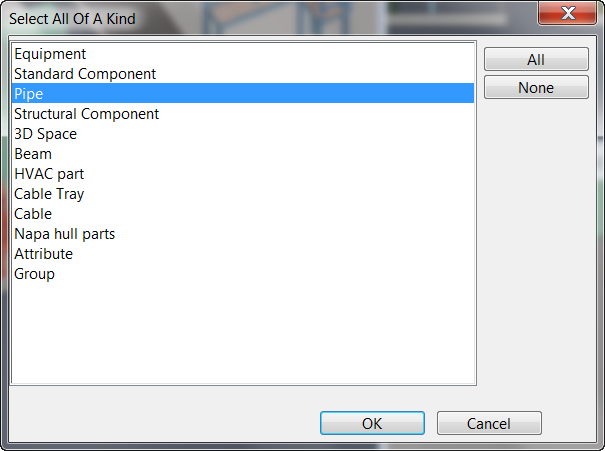 Select All Of A Kind
Equipment
Standard Component
Pipe
Structural Component
3D Space
Beam
HVAC part
Cable Tray
Cable
Napa hull parts
Attribute
Group
All
None
OK
Cancel